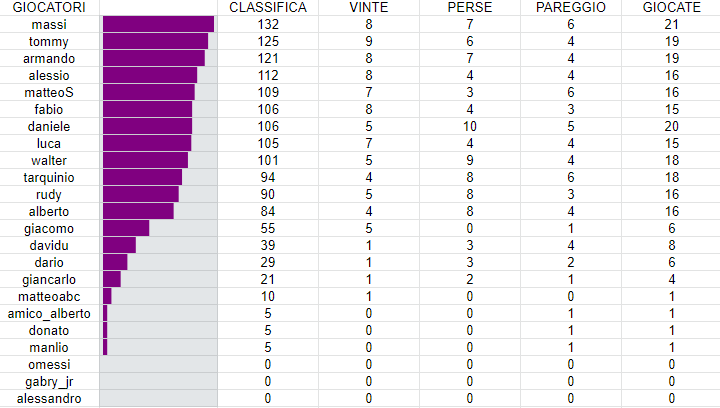 GIOCATORI CLASSIFICA VINTE PERSE PAREGGIO GIOCATE
massi 132 8 7 6 21
tommy 125 9 6 4 19
armando 121 8 7 4 19
alessio 112 8 4 4 16
matteoS 109 7 3 6 16
fabio 106 8 4 3 15
daniele 106 5 10 5 20
luca 105 7 4 4 15
walter 101 5 9 4 18
tarquinio 94 4 8 6 18
rudy 90 5 8 3 16
alberto 84 4 8 4 16
giacomo 55 5 0 1 6
davidu 39 1 3 4 8
dario 29 1 3 2 6
giancarlo 21 1 2 1 4
matteoabc 10 1 0 0 1
amico_alberto 5 0 0 1 1
donato 5 0 0 1 1
manlio 5 0 0 1 1
omessi 0 0 0 0 0
gabry_jr 0 0 0 0 0
alessandro 0 0 0 0 0